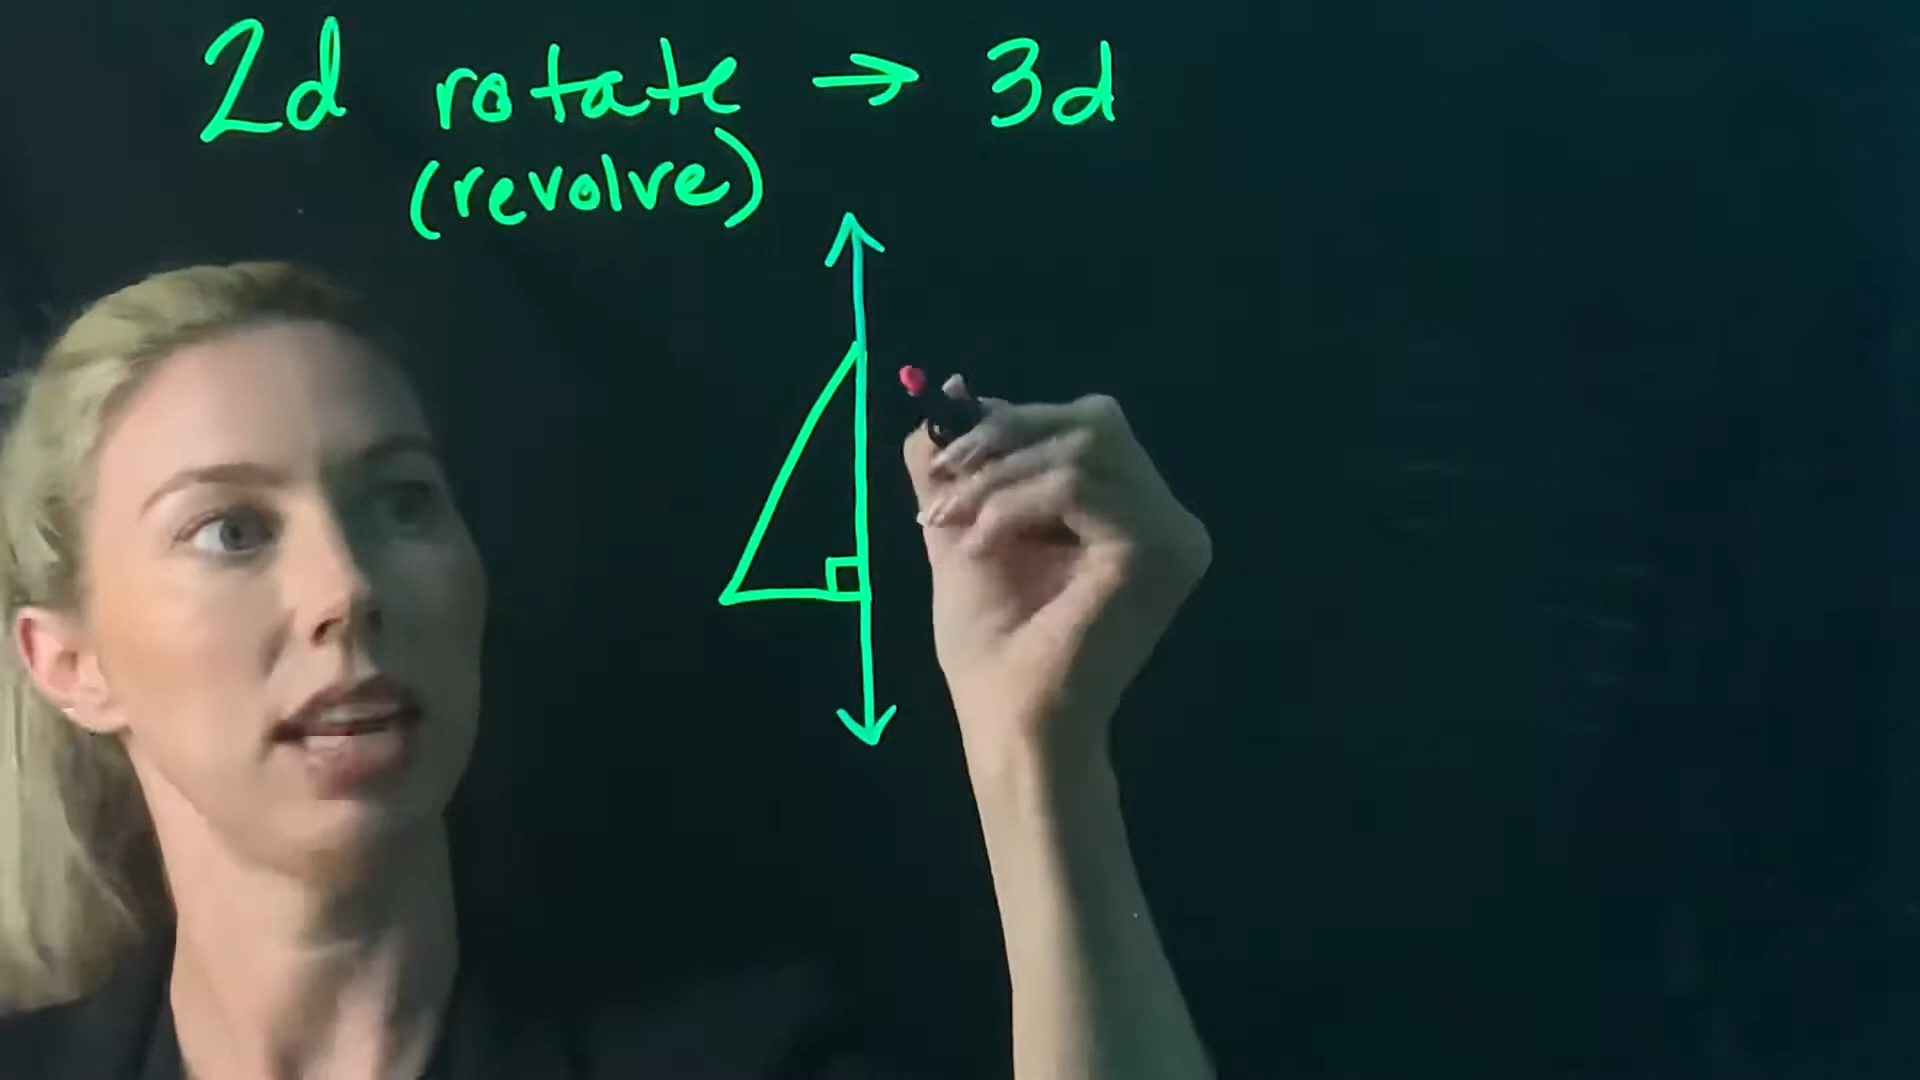 2d rotate → 3d
(revolve)